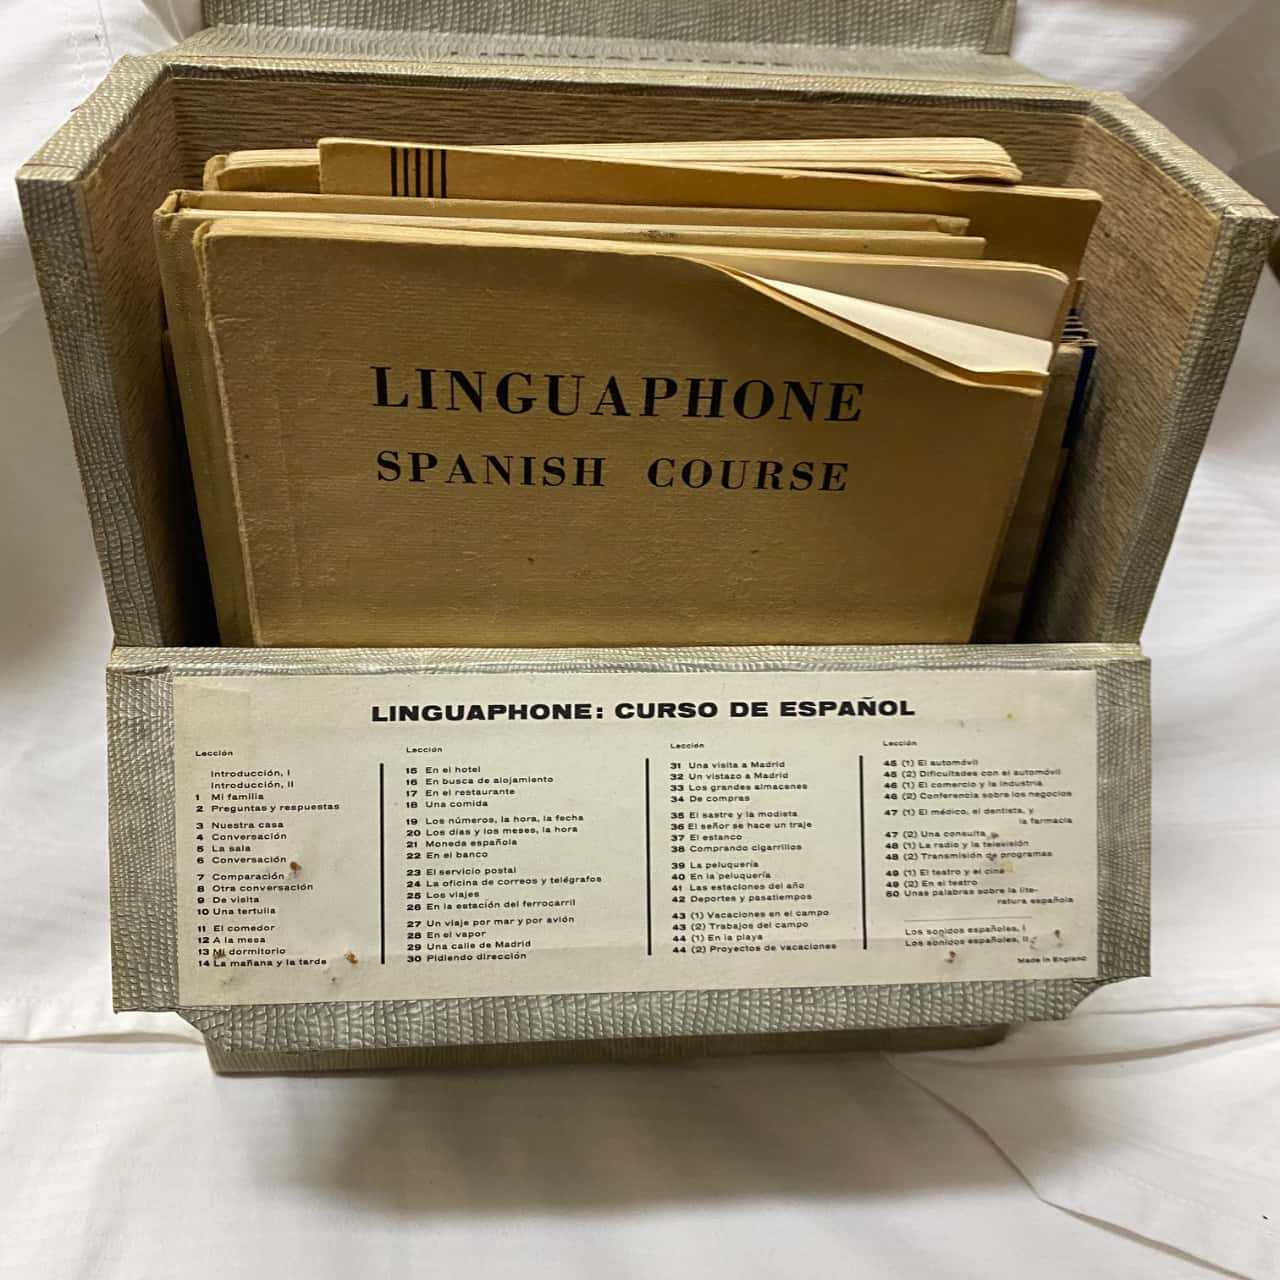 LINGUAPHONE
SPANISH COURSE
LINGUAPHONE: CURSO DE ESPAÑOL
Lección
Introducción, I
Introducción, II
1 Mi familia
2 Preguntas y respuestas
3 Nuestra casa
4 Conversación
5 La sala
6 Conversación
7 Comparación
8 Otra conversación
9 De visita
10 Una tertulia
11 El comedor
12 A la mesa
13 Mi dormitorio
14 La mañana y la tarde
Lección
15 En el hotel
16 En busca de alojamiento
17 En el restaurante
18 Una comida
19 Los números, la hora, la fecha
20 Los días y los meses, la hora
21 Moneda española
22 En el banco
23 El servicio postal
24 La oficina de correos y telégrafos
25 Los viajes
26 En la estación del ferrocarril
27 Un viaje por mar y por avión
28 En el vapor
29 Una calle de Madrid
30 Pidiendo dirección
Lección
31 Una visita a Madrid
32 Un vistazo a Madrid
33 Los grandes almacenes
34 De compras
35 El sastre y la modista
36 El señor se hace un traje
37 El estanco
38 Comprando cigarrillos
39 La peluquería
40 En la peluquería
41 Las estaciones del año
42 Deportes y pasatiempos
43 (1) Vacaciones en el campo
43 (2) Trabajos del campo
44 (1) En la playa
44 (2) Proyectos de vacaciones
Lección
45 (1) El automóvil
45 (2) Dificultades con el automóvil
46 (1) El comercio y la industria
46 (2) Conferencia sobre los negocios
47 (1) El médico, el dentista, y
la farmacia
47 (2) Una consulta
48 (1) La radio y la televisión
48 (2) Transmisión de programas
49 (1) El teatro y el cine
49 (2) En el teatro
50 Unas palabras sobre la lite-
ratura española
Los sonidos españoles, I
Los sonidos españoles, II
Made in England